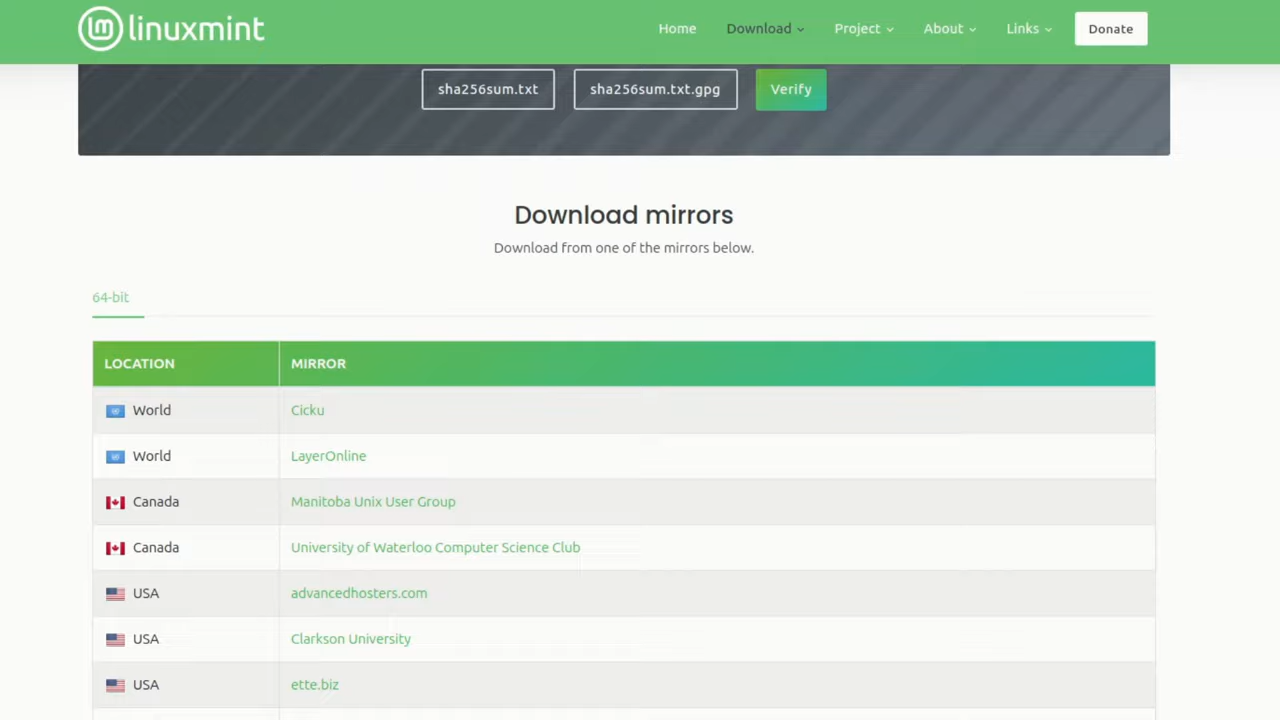 linuxmint Home Download Project About Links Donate
sha256sum.txt sha256sum.txt.gpg Verify
Download mirrors
Download from one of the mirrors below.
64-bit
LOCATION MIRROR
World Cicku
World LayerOnline
Canada Manitoba Unix User Group
Canada University of Waterloo Computer Science Club
USA advancedhosters.com
USA Clarkson University
USA ette.biz